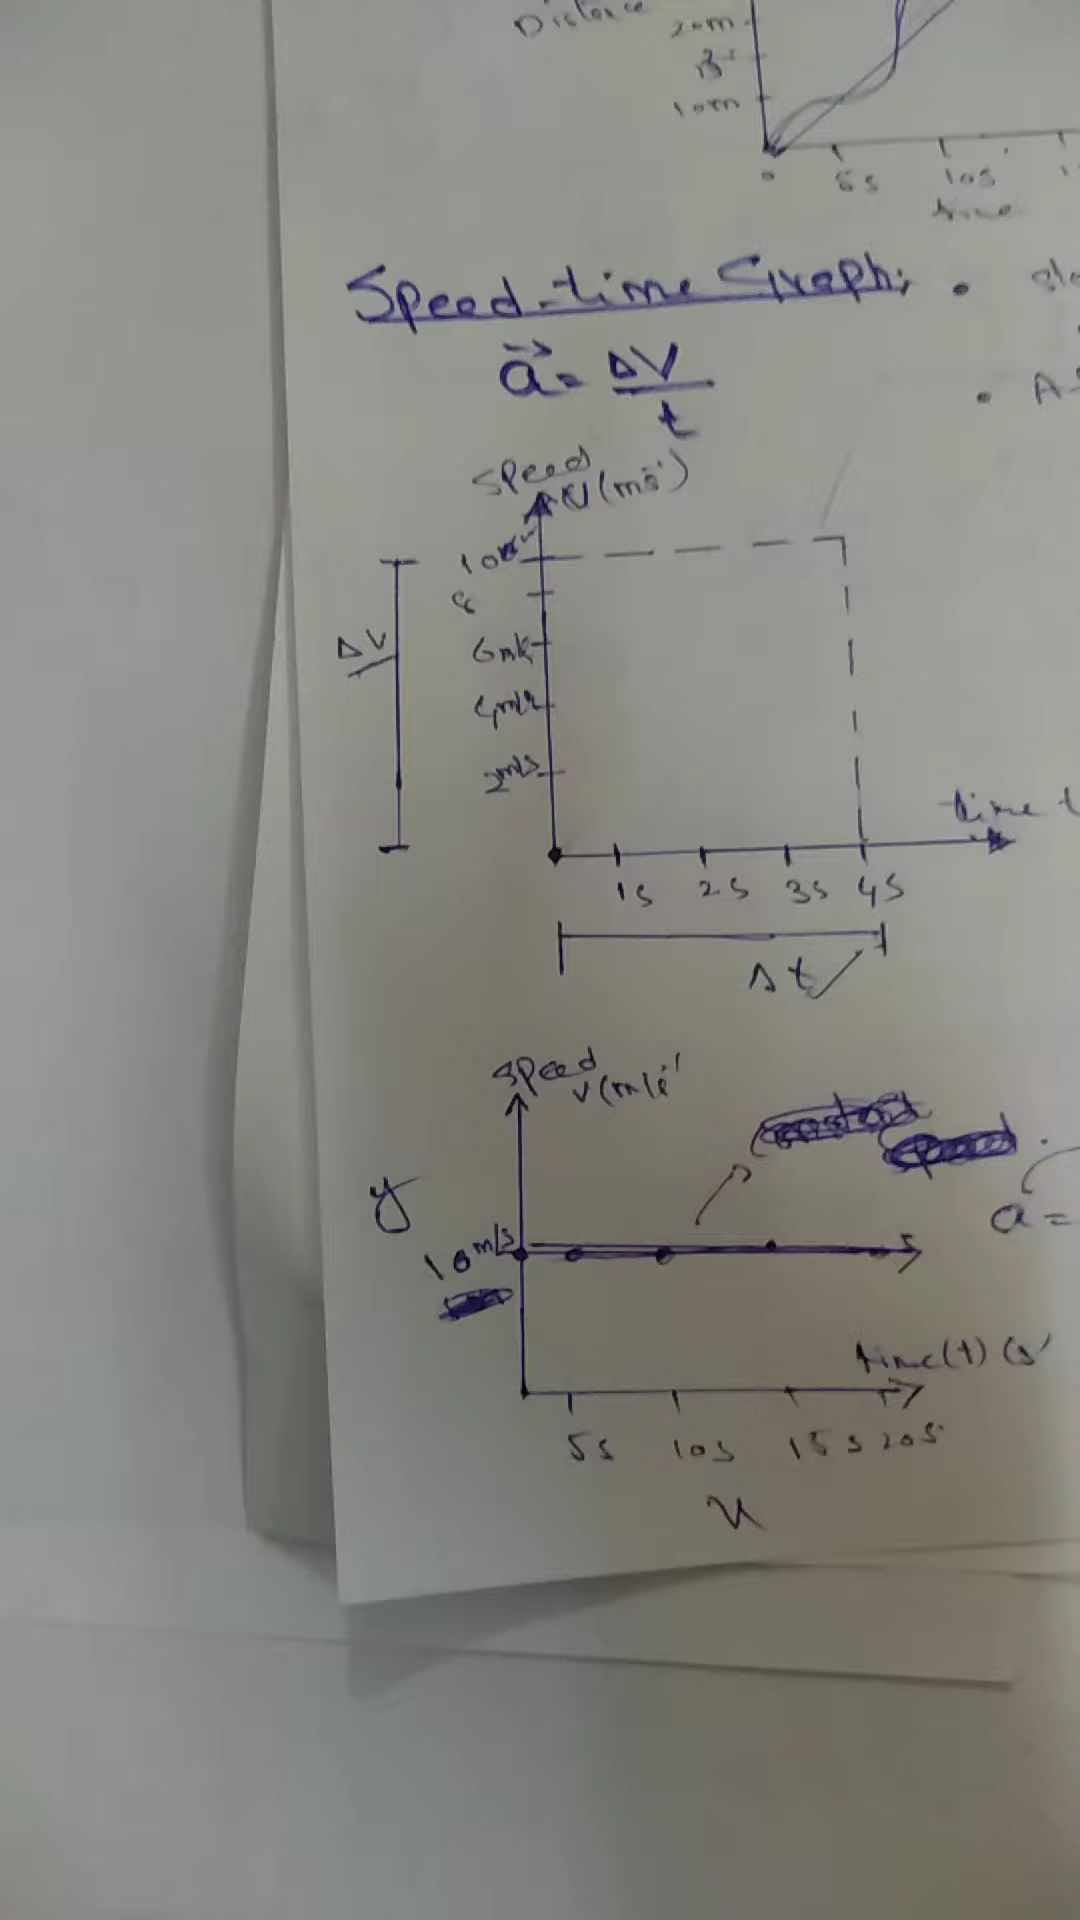 Distance
20m
10m
0 5s 10s
time
Speed-time Graph:
a = ΔV
t
Speed
V (ms⁻¹)
10
8
6m/s
4m/s
2m/s
ΔV
time
1s 2s 3s 4s
Δt
Speed
V(m/s⁻¹
y
10m/s
a =
time(t) (s
5s 10s 15s 20s
x